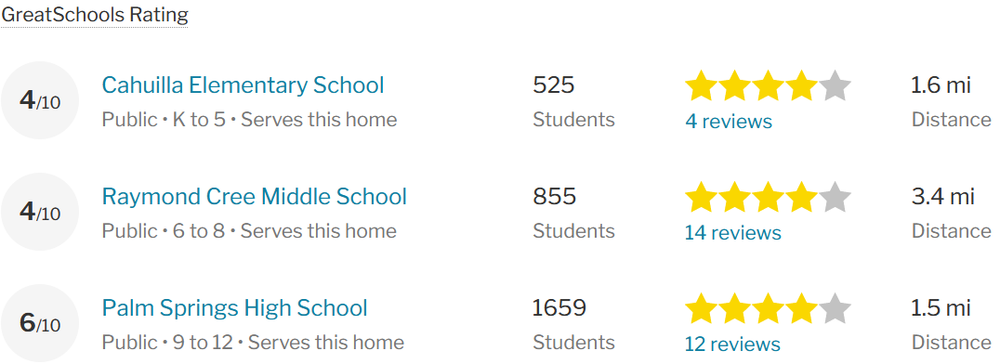 GreatSchools Rating
4/10 Cahuilla Elementary School 525 1.6 mi
Public • K to 5 • Serves this home Students 4 reviews Distance
4/10 Raymond Cree Middle School 855 3.4 mi
Public • 6 to 8 • Serves this home Students 14 reviews Distance
6/10 Palm Springs High School 1659 1.5 mi
Public • 9 to 12 • Serves this home Students 12 reviews Distance